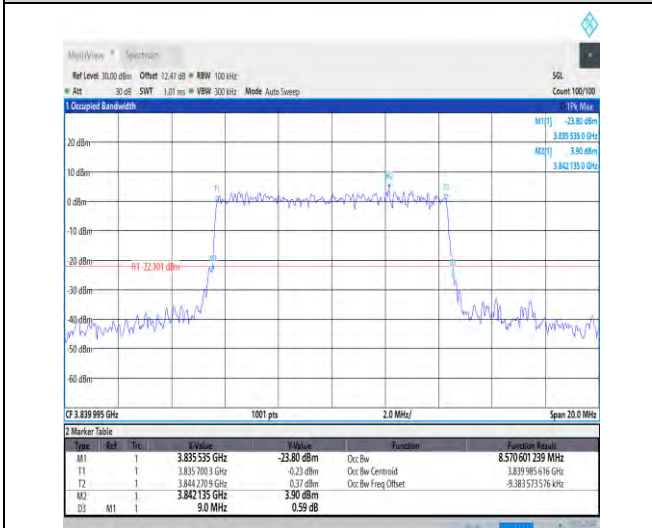 MultiView Spectrum
Ref Level 30.00 dBm Offset 12.47 dB RBW 100 kHz SGL
Att 30 dB SWT 1.01 ms VBW 300 kHz Mode Auto Sweep Count 100/100
1 Occupied Bandwidth 1Pk Max
M1[1] -23.80 dBm
3.835 535 0 GHz
20 dBm M2[1] 3.90 dBm
3.842 135 0 GHz
10 dBm
M2
T1 T2
0 dBm
-10 dBm
-20 dBm
M1
H1 -22.101 dBm
-30 dBm
-40 dBm
-50 dBm
-60 dBm
CF 3.839 995 GHz 1001 pts 2.0 MHz/ Span 20.0 MHz
2 Marker Table
Type Ref Trc X-Value Y-Value Function Function Result
M1 1 3.835 535 GHz -23.80 dBm Occ Bw 8.570 601 239 MHz
T1 1 3.835 700 3 GHz -0.23 dBm Occ Bw Centroid 3.839 985 616 GHz
T2 1 3.844 270 9 GHz 0.37 dBm Occ Bw Freq Offset -9.383 573 576 kHz
M2 1 3.842 135 GHz 3.90 dBm
D3 M1 1 9.0 MHz 0.59 dB